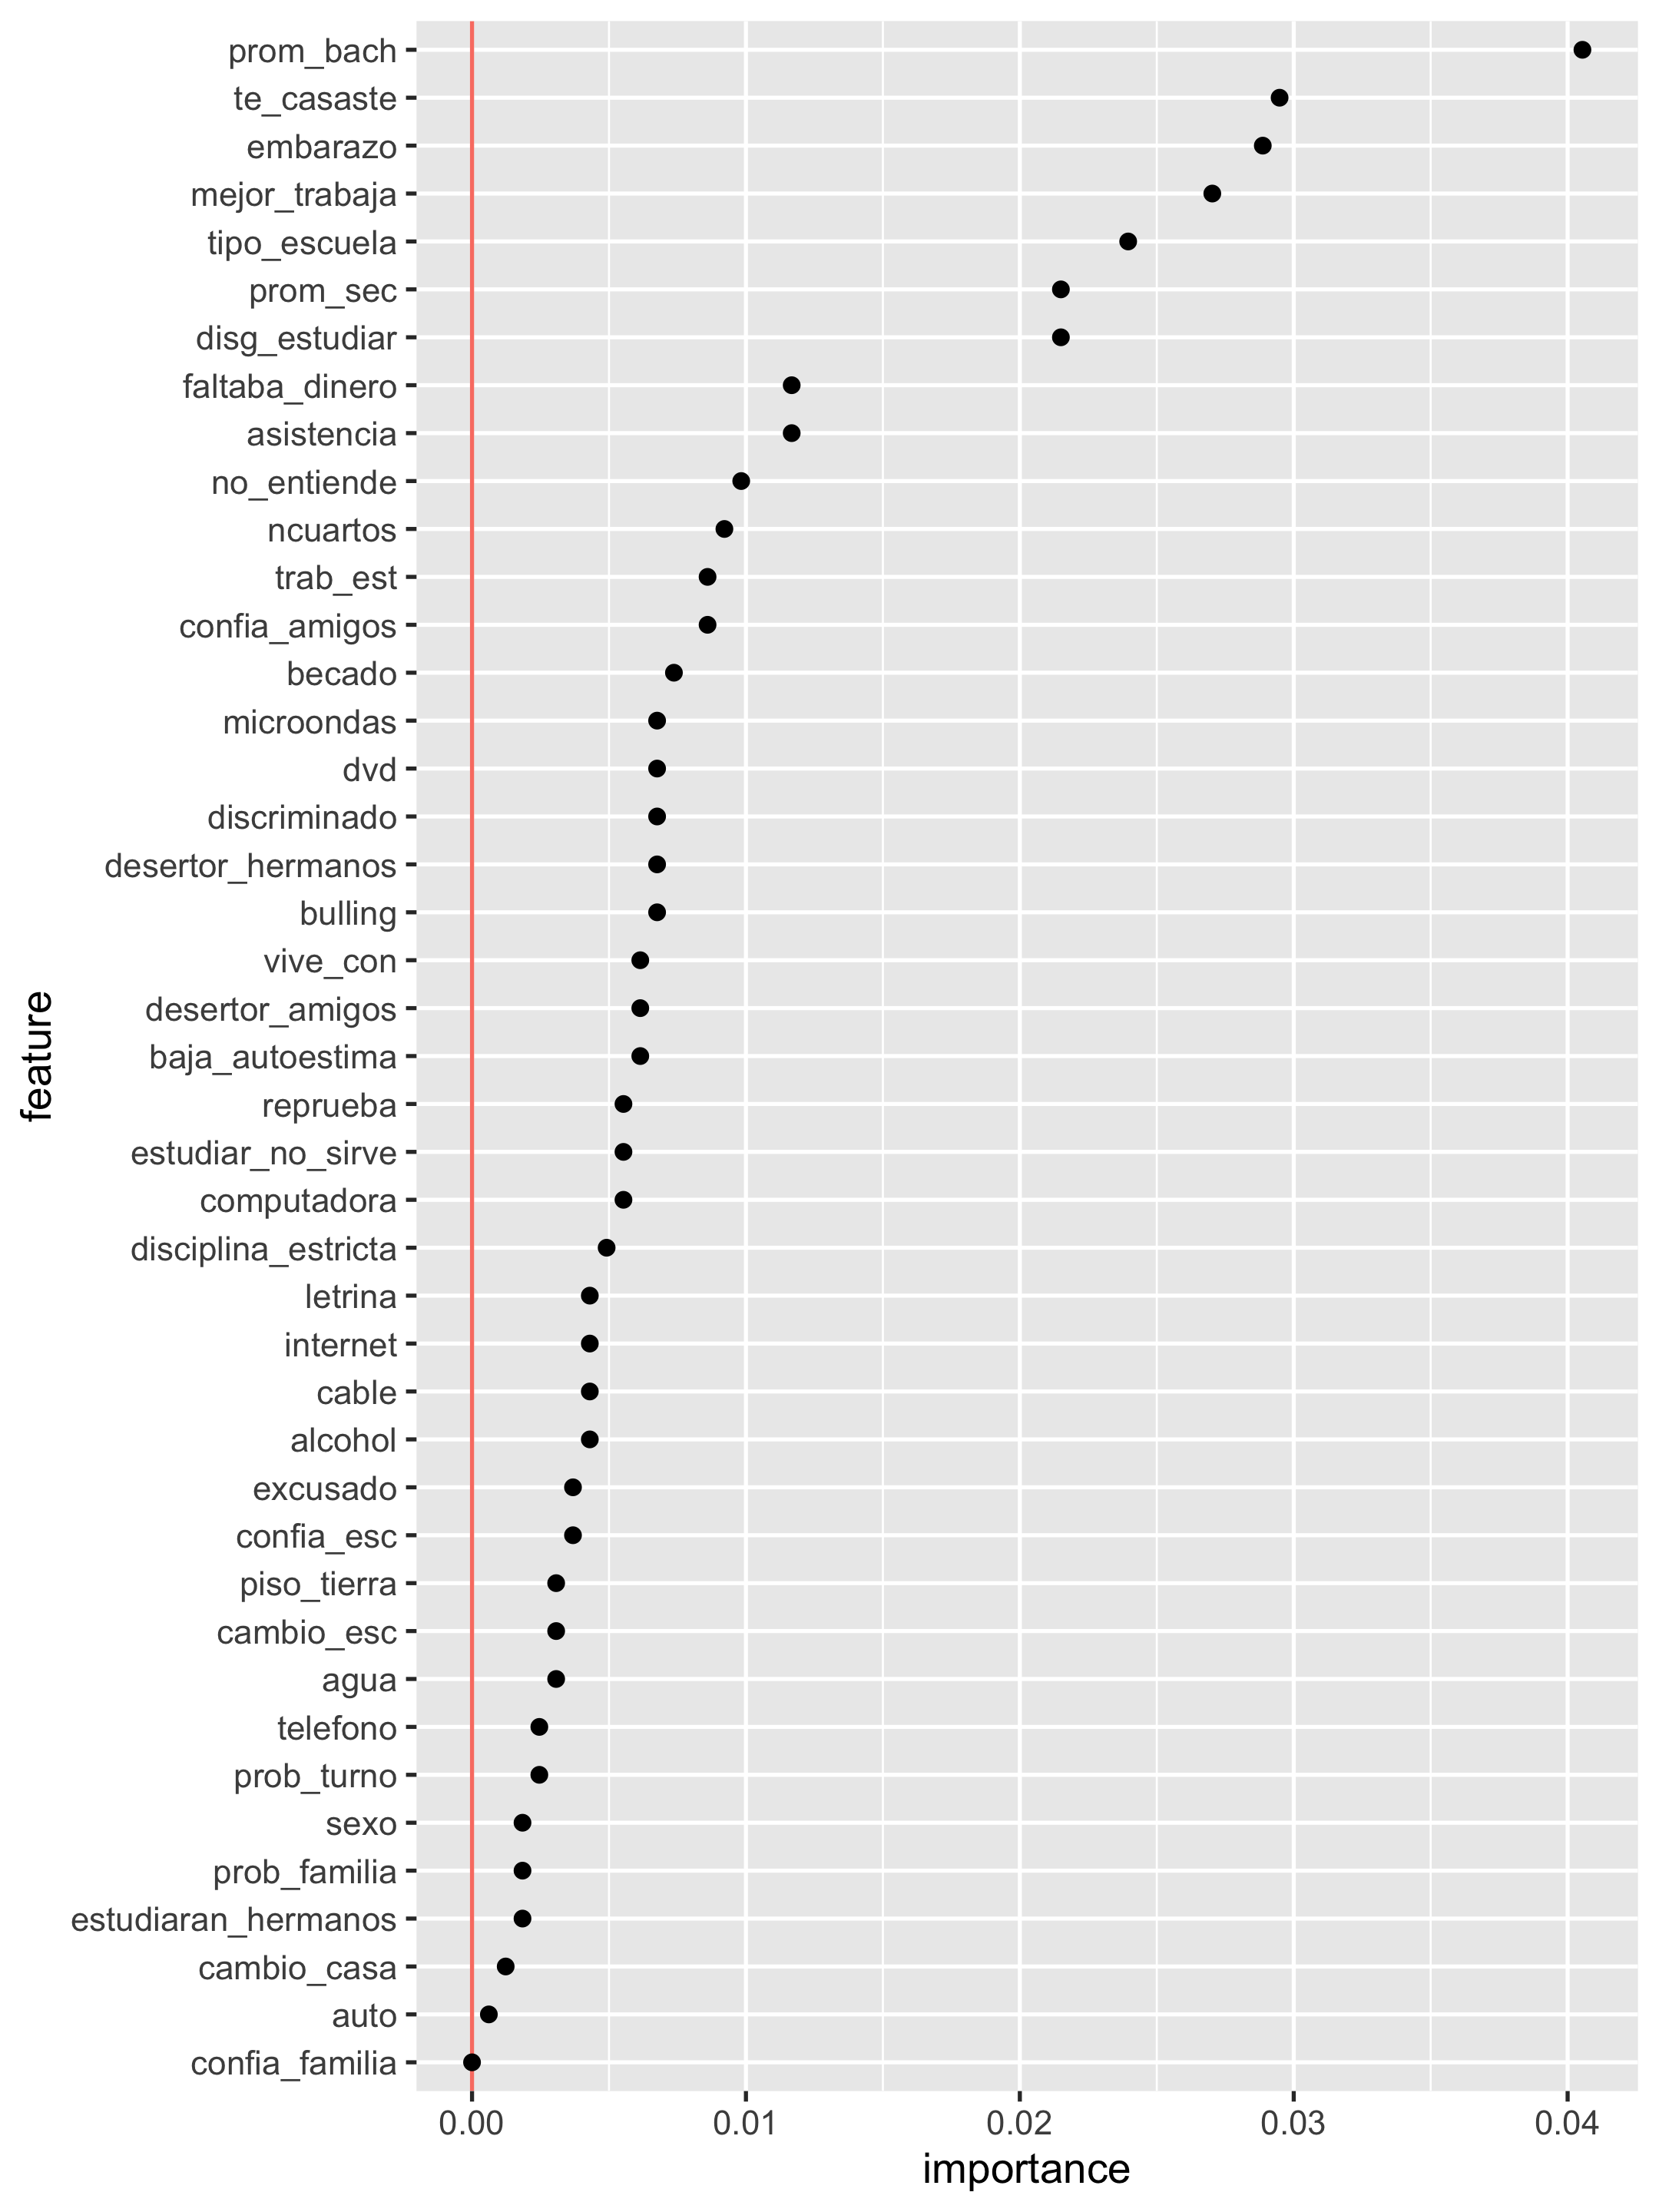 prom_bach
te_casaste
embarazo
mejor_trabaja
tipo_escuela
prom_sec
disg_estudiar
faltaba_dinero
asistencia
no_entiende
ncuartos
trab_est
confia_amigos
becado
microondas
dvd
discriminado
desertor_hermanos
bulling
vive_con
desertor_amigos
baja_autoestima
reprueba
estudiar_no_sirve
computadora
disciplina_estricta
letrina
internet
cable
alcohol
excusado
confia_esc
piso_tierra
cambio_esc
agua
telefono
prob_turno
sexo
prob_familia
estudiaran_hermanos
cambio_casa
auto
confia_familia
feature
0.00 0.01 0.02 0.03 0.04
importance